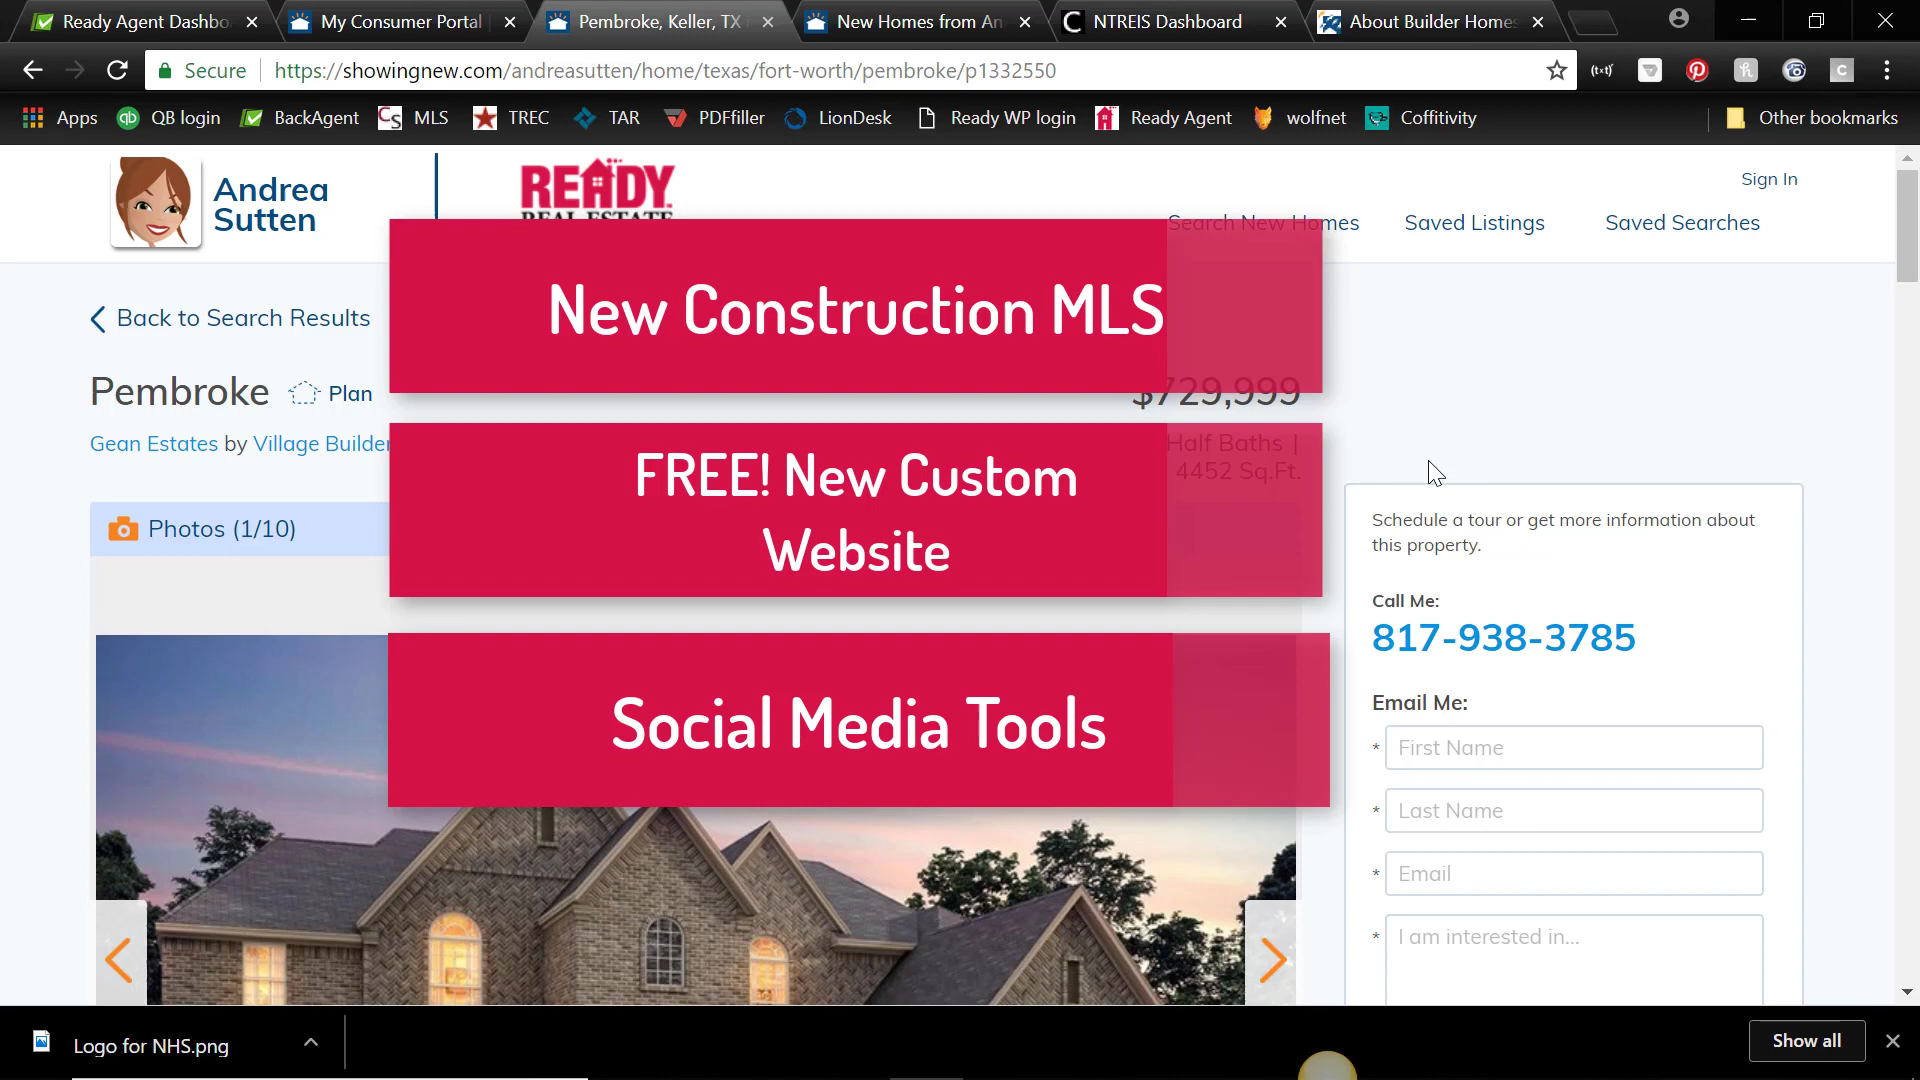 Ready Agent Dashbo
My Consumer Portal
Pembroke, Keller, TX
New Homes from An
NTREIS Dashboard
About Builder Homes
Secure
https://showingnew.com/andreasutten/home/texas/fort-worth/pembroke/p1332550
Apps
QB login
BackAgent
MLS
TREC
TAR
PDFfiller
LionDesk
Ready WP login
Ready Agent
wolfnet
Coffitivity
Other bookmarks
Andrea
Sutten
READY
REAL ESTATE
Sign In
Search New Homes
Saved Listings
Saved Searches
Back to Search Results
New Construction MLS
Pembroke
Plan
$729,999
Gean Estates by Village Builder
Half Baths |
4452 Sq.Ft.
FREE! New Custom
Website
Photos (1/10)
Schedule a tour or get more information about
this property.
Call Me:
817-938-3785
Email Me:
* First Name
* Last Name
* Email
* I am interested in...
Social Media Tools
Logo for NHS.png
Show all